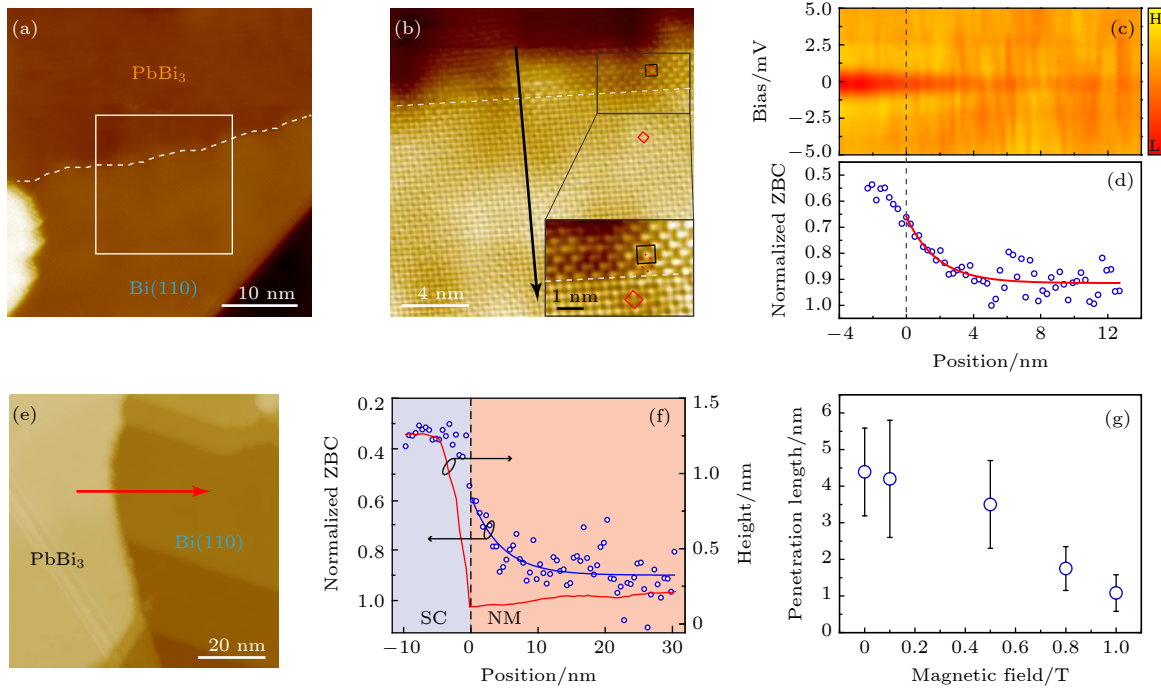 (a)
PbBi₃
Bi(110)
10 nm
(b)
4 nm
1 nm
(c)
H
L
Bias/mV
5.0
2.5
0
−2.5
−5.0
(d)
Normalized ZBC
0.5
0.6
0.7
0.8
0.9
1.0
−4 0 4 8 12
Position/nm
(e)
PbBi₃
Bi(110)
20 nm
(f)
Normalized ZBC
0.2
0.4
0.6
0.8
1.0
Height/nm
1.5
1.0
0.5
0
SC NM
−10 0 10 20 30
Position/nm
(g)
Penetration length/nm
6
5
4
3
2
1
0
0 0.2 0.4 0.6 0.8 1.0
Magnetic field/T